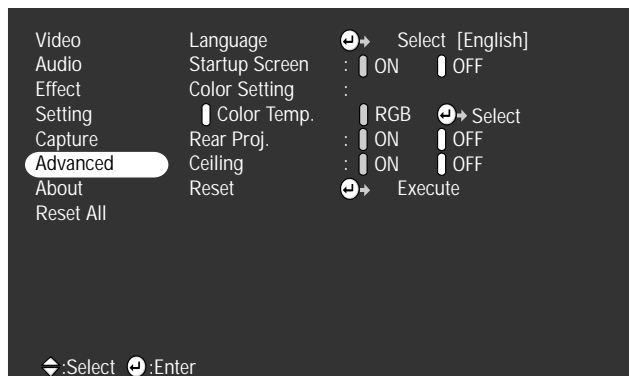 Video Language Select [English]
Audio Startup Screen : ON OFF
Effect Color Setting :
Setting Color Temp. RGB Select
Capture Rear Proj. : ON OFF
Advanced Ceiling : ON OFF
About Reset Execute
Reset All
:Select :Enter